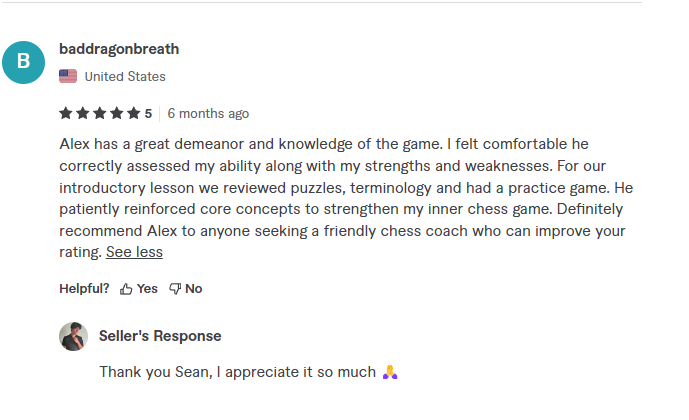 B
baddragonbreath
United States
5
6 months ago
Alex has a great demeanor and knowledge of the game. I felt comfortable he
correctly assessed my ability along with my strengths and weaknesses. For our
introductory lesson we reviewed puzzles, terminology and had a practice game. He
patiently reinforced core concepts to strengthen my inner chess game. Definitely
recommend Alex to anyone seeking a friendly chess coach who can improve your
rating. See less
Helpful? Yes No
Seller's Response
Thank you Sean, I appreciate it so much 🙏